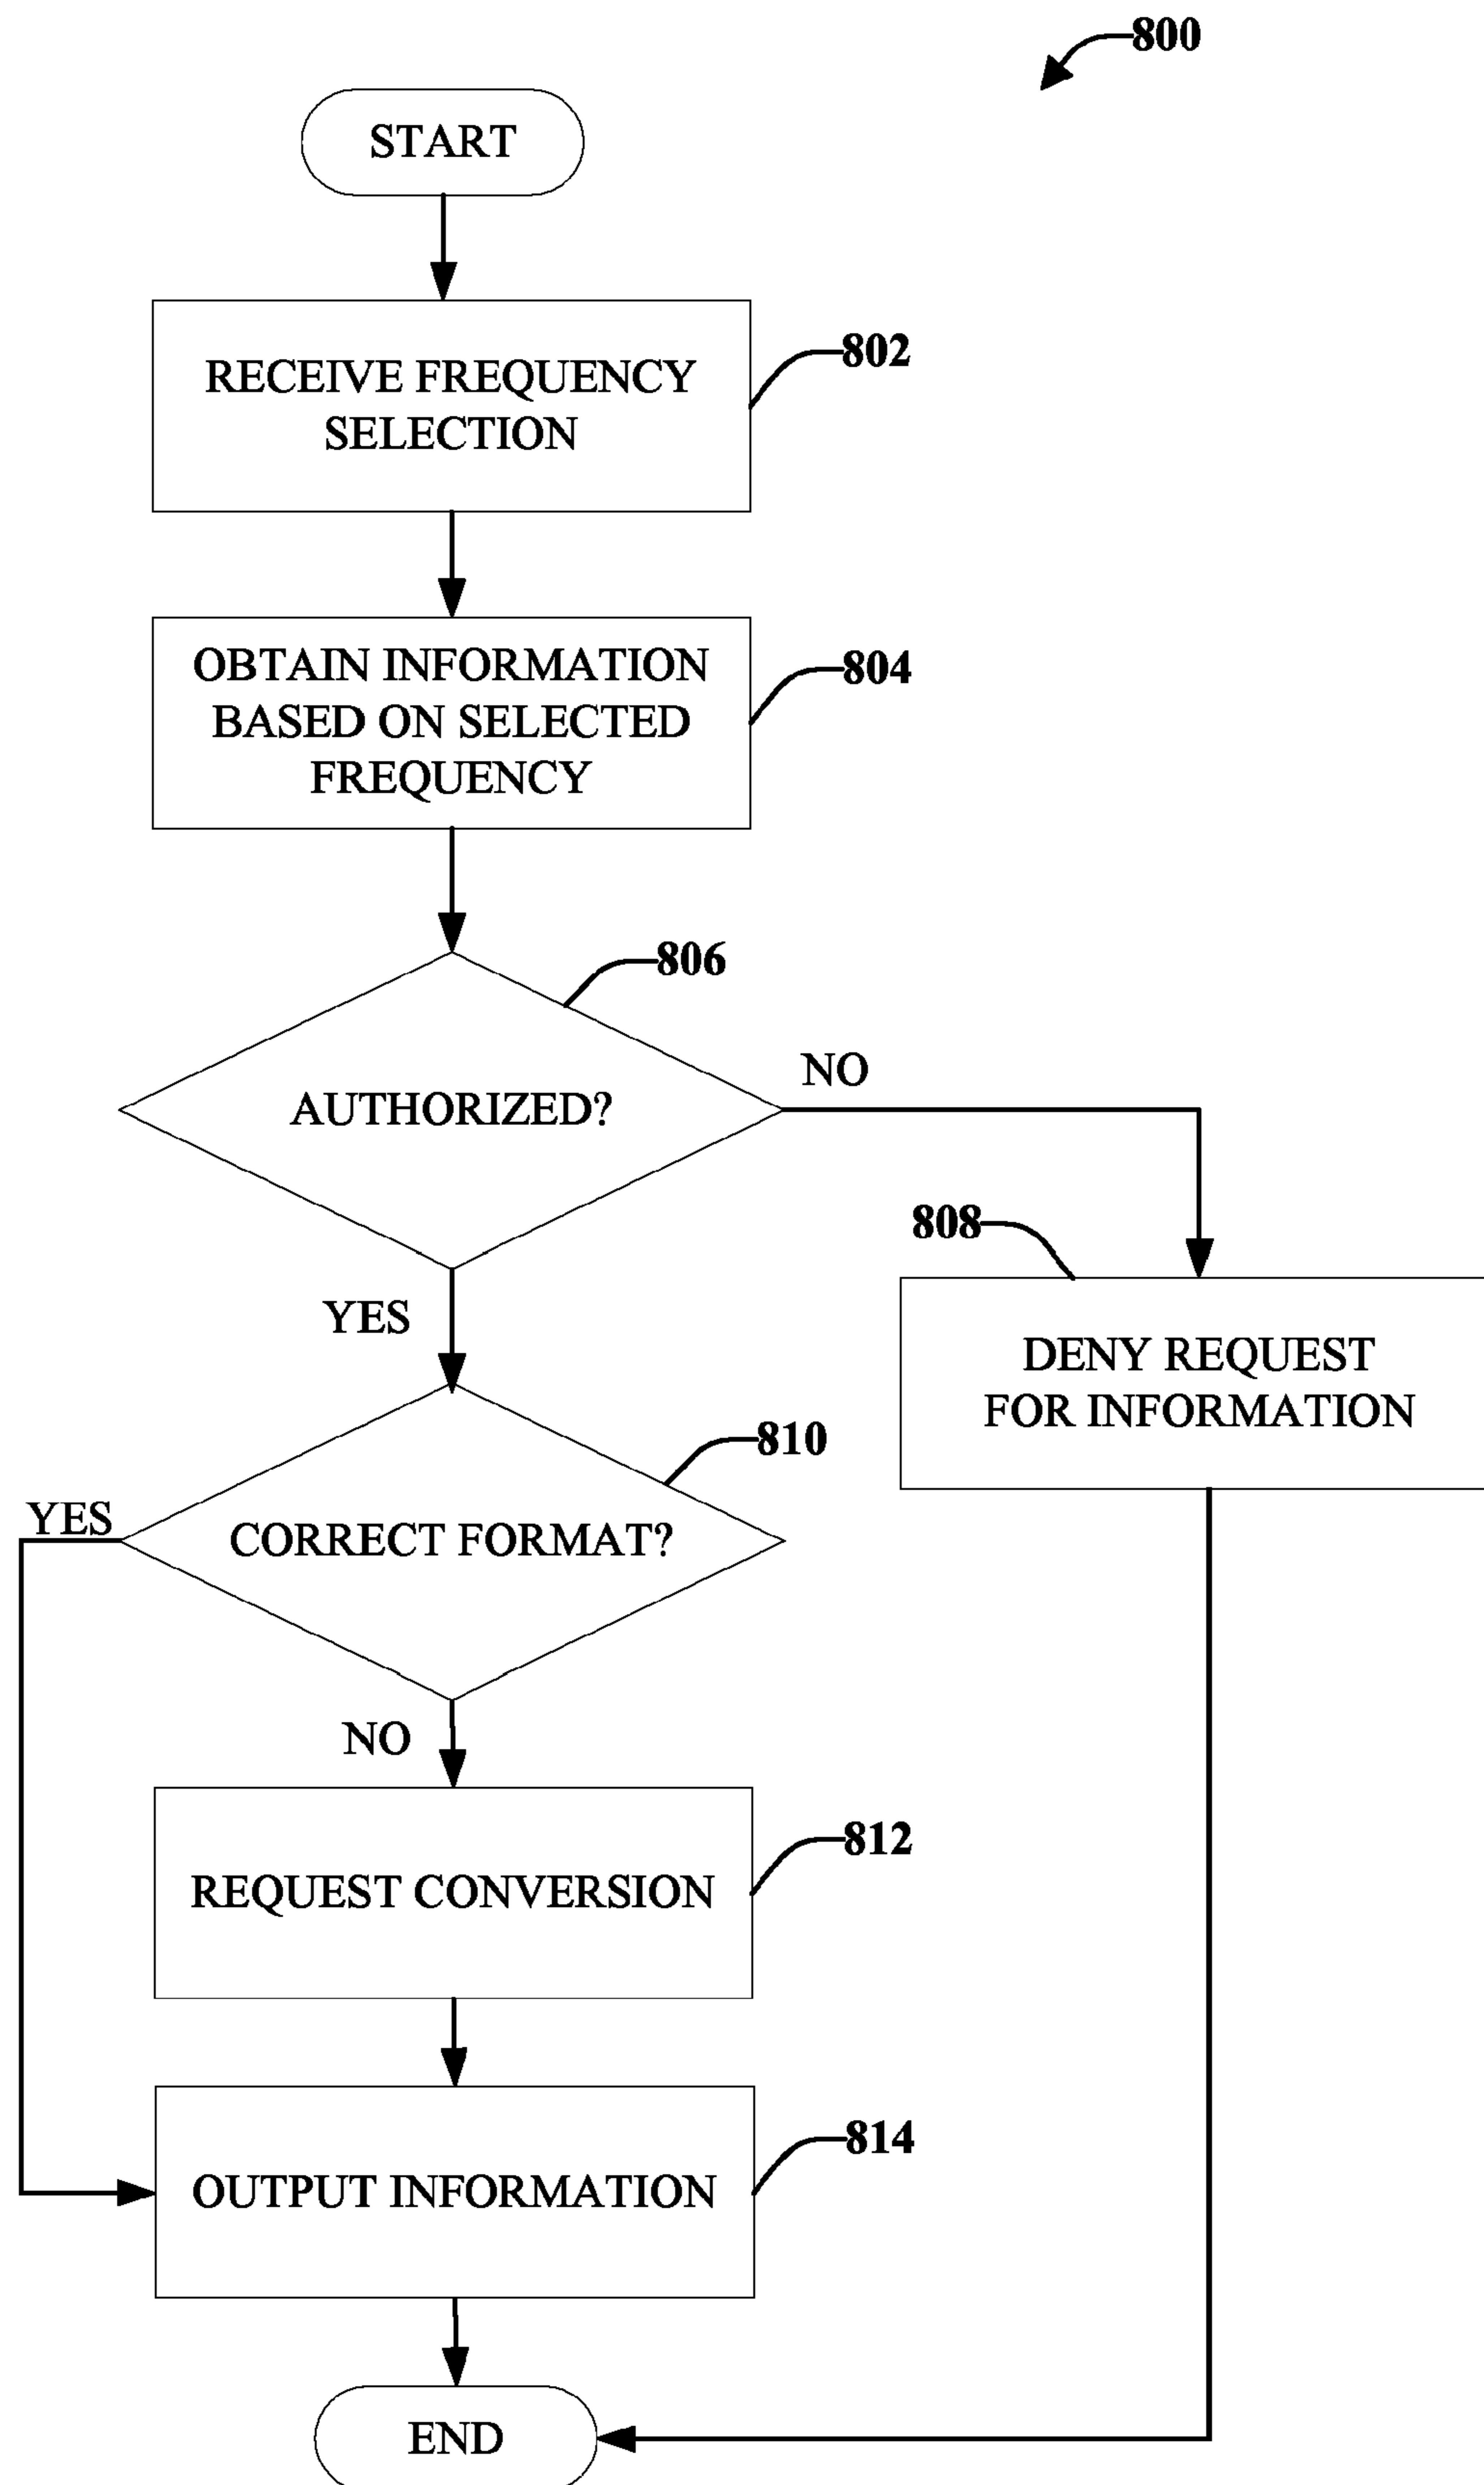 800
START
RECEIVE FREQUENCY
SELECTION
802
OBTAIN INFORMATION
BASED ON SELECTED
FREQUENCY
804
806
AUTHORIZED?
NO
YES
808
DENY REQUEST
FOR INFORMATION
810
YES
CORRECT FORMAT?
NO
812
REQUEST CONVERSION
814
OUTPUT INFORMATION
END